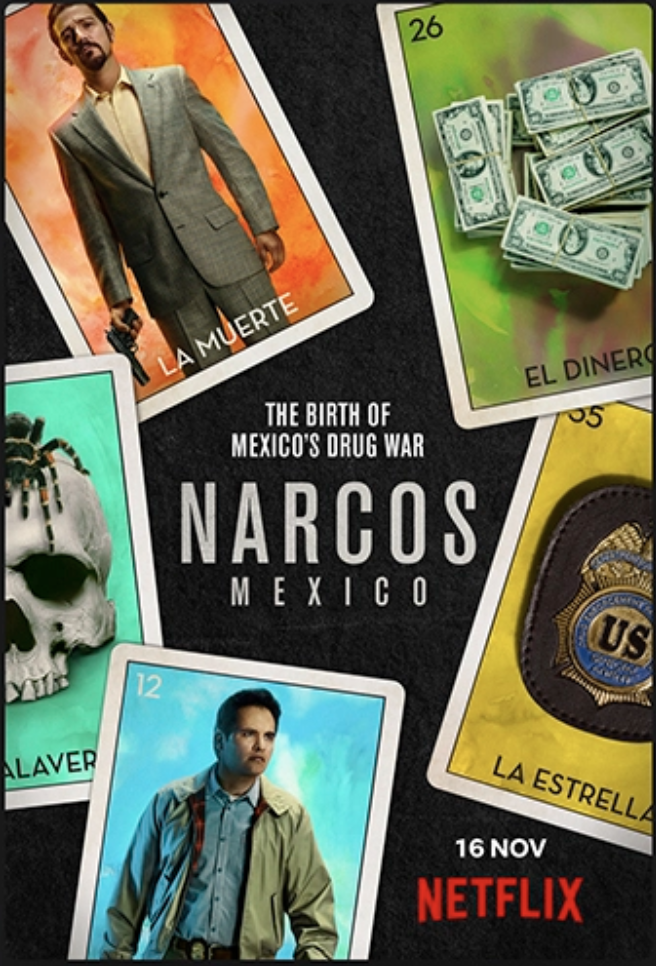 26
LA MUERTE
EL DINERO
THE BIRTH OF
MEXICO'S DRUG WAR
NARCOS
MEXICO
ALAVER
12
US
LA ESTRELLA
16 NOV
NETFLIX